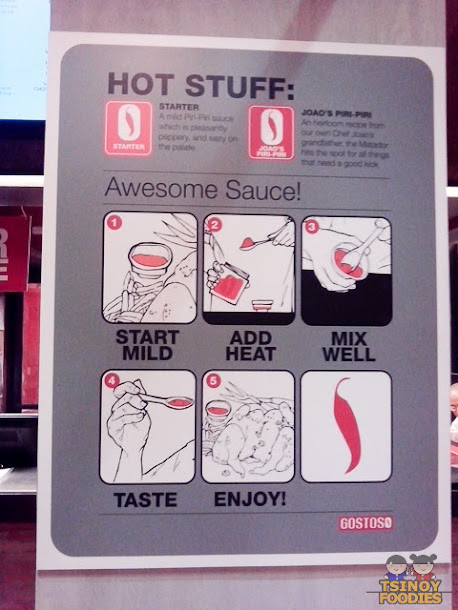 HOT STUFF:
STARTER
A mild Piri-Piri sauce
which is pleasantly
peppery, and easy on
the palate
STARTER
JOAO'S PIRI-PIRI
An heirloom recipe from
our own Chef Joao's
grandfather, the Matador
hits the spot for all things
that need a good kick
JOAO'S
PIRI-PIRI
Awesome Sauce!
1
START
MILD
2
ADD
HEAT
3
MIX
WELL
4
TASTE
5
ENJOY!
GOSTOSO
TSINOY
FOODIES